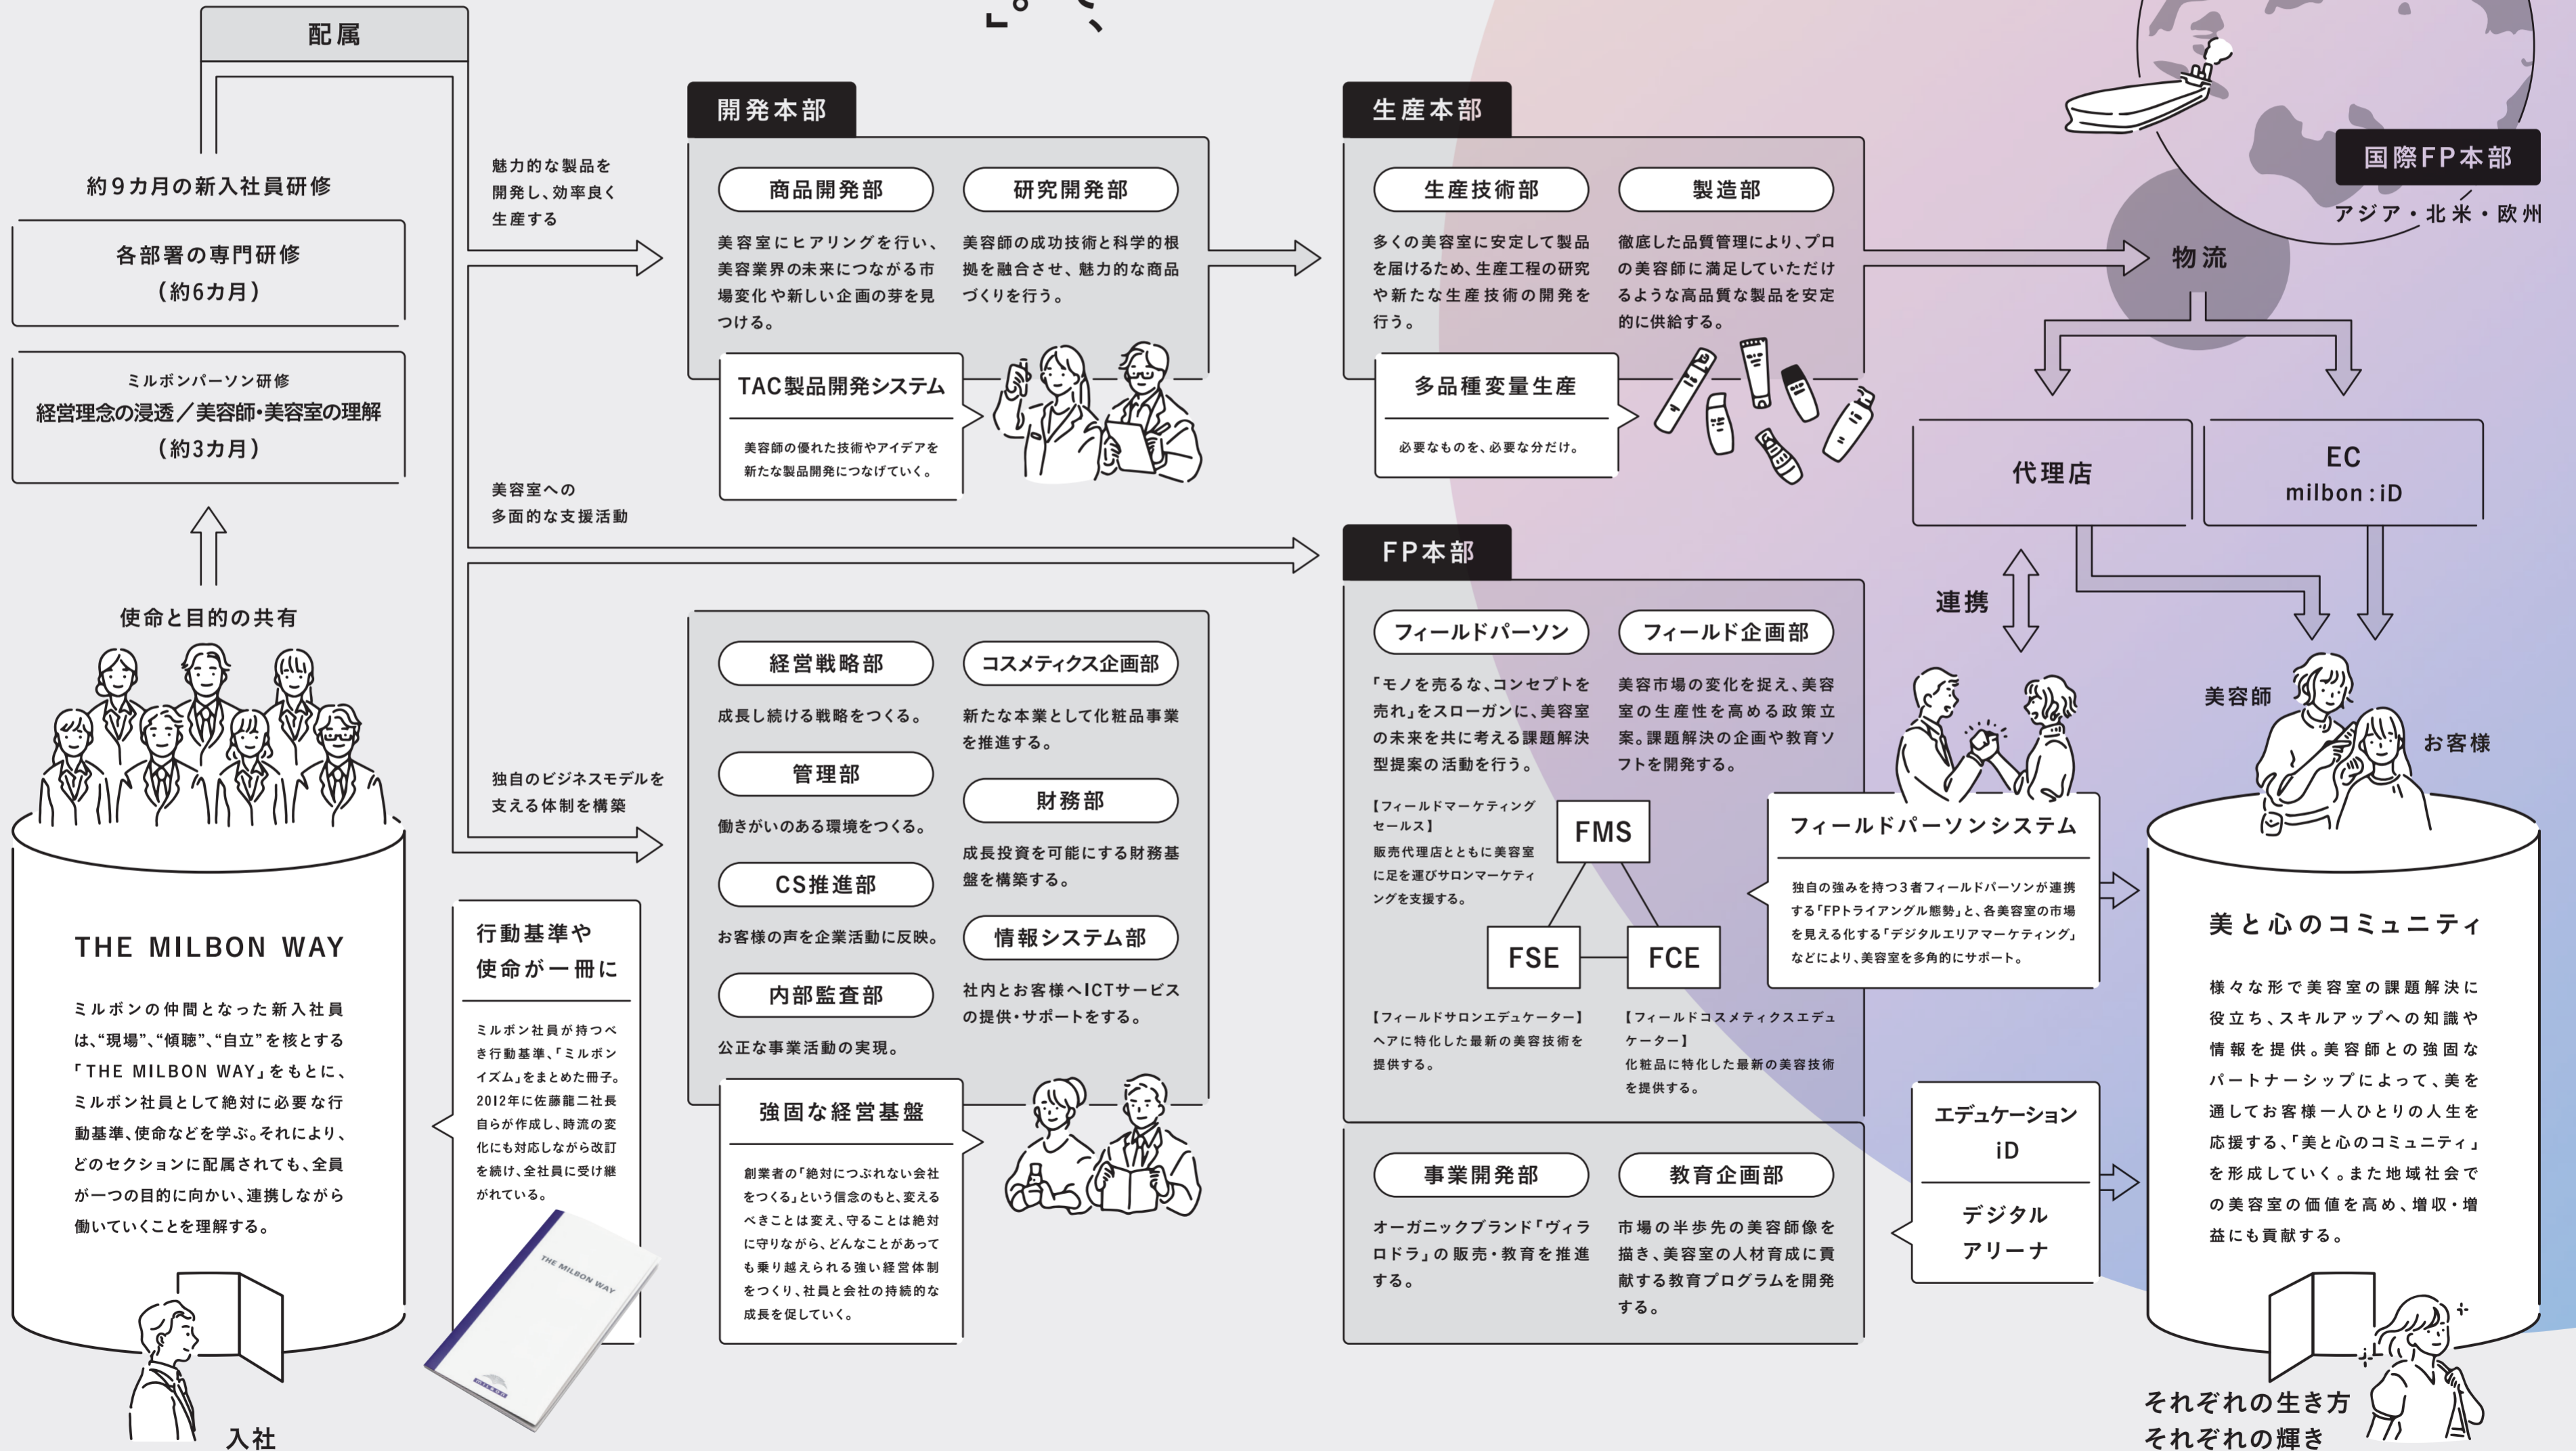 て、
」。
配属
約９カ月の新入社員研修
各部署の専門研修
（約6カ月）
ミルボンパーソン研修
経営理念の浸透／美容師・美容室の理解
（約3カ月）
使命と目的の共有
THE MILBON WAY
ミルボンの仲間となった新入社員
は、“現場”、“傾聴”、“自立”を核とする
「THE MILBON WAY」をもとに、
ミルボン社員として絶対に必要な行
動基準、使命などを学ぶ。それにより、
どのセクションに配属されても、全員
が一つの目的に向かい、連携しながら
働いていくことを理解する。
入社
魅力的な製品を
開発し、効率良く
生産する
美容室への
多面的な支援活動
独自のビジネスモデルを
支える体制を構築
行動基準や
使命が一冊に
ミルボン社員が持つべ
き行動基準、「ミルボン
イズム」をまとめた冊子。
2012年に佐藤龍二社長
自らが作成し、時流の変
化にも対応しながら改訂
を続け、全社員に受け継
がれている。
THE MILBON WAY
MILBON
開発本部
商品開発部
美容室にヒアリングを行い、
美容業界の未来につながる市
場変化や新しい企画の芽を見
つける。
研究開発部
美容師の成功技術と科学的根
拠を融合させ、魅力的な商品
づくりを行う。
TAC製品開発システム
美容師の優れた技術やアイデアを
新たな製品開発につなげていく。
経営戦略部
成長し続ける戦略をつくる。
管理部
働きがいのある環境をつくる。
CS推進部
お客様の声を企業活動に反映。
内部監査部
公正な事業活動の実現。
コスメティクス企画部
新たな本業として化粧品事業
を推進する。
財務部
成長投資を可能にする財務基
盤を構築する。
情報システム部
社内とお客様へICTサービス
の提供・サポートをする。
強固な経営基盤
創業者の「絶対につぶれない会社
をつくる」という信念のもと、変える
べきことは変え、守ることは絶対
に守りながら、どんなことがあって
も乗り越えられる強い経営体制
をつくり、社員と会社の持続的な
成長を促していく。
生産本部
生産技術部
多くの美容室に安定して製品
を届けるため、生産工程の研究
や新たな生産技術の開発を
行う。
製造部
徹底した品質管理により、プロ
の美容師に満足していただけ
るような高品質な製品を安定
的に供給する。
多品種変量生産
必要なものを、必要な分だけ。
FP本部
フィールドパーソン
「モノを売るな、コンセプトを
売れ」をスローガンに、美容室
の未来を共に考える課題解決
型提案の活動を行う。
フィールド企画部
美容市場の変化を捉え、美容
室の生産性を高める政策立
案。課題解決の企画や教育ソ
フトを開発する。
【フィールドマーケティング
セールス】
販売代理店とともに美容室
に足を運びサロンマーケティ
ングを支援する。
FMS
FSE
FCE
【フィールドサロンエデュケーター】
ヘアに特化した最新の美容技術を
提供する。
【フィールドコスメティクスエデュ
ケーター】
化粧品に特化した最新の美容技術
を提供する。
事業開発部
オーガニックブランド「ヴィラ
ロドラ」の販売・教育を推進
する。
教育企画部
市場の半歩先の美容師像を
描き、美容室の人材育成に貢
献する教育プログラムを開発
する。
国際FP本部
アジア・北米・欧州
物流
代理店
EC
milbon:iD
連携
フィールドパーソンシステム
独自の強みを持つ３者フィールドパーソンが連携
する「FPトライアングル態勢」と、各美容室の市場
を見える化する「デジタルエリアマーケティング」
などにより、美容室を多角的にサポート。
エデュケーション
iD
デジタル
アリーナ
美容師
お客様
美と心のコミュニティ
様々な形で美容室の課題解決に
役立ち、スキルアップへの知識や
情報を提供。美容師との強固な
パートナーシップによって、美を
通してお客様一人ひとりの人生を
応援する、「美と心のコミュニティ」
を形成していく。また地域社会で
の美容室の価値を高め、増収・増
益にも貢献する。
それぞれの生き方
それぞれの輝き